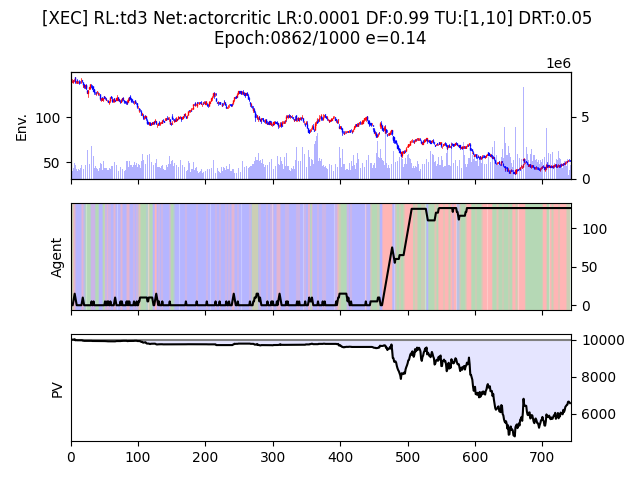 [XEC] RL:td3 Net:actorcritic LR:0.0001 DF:0.99 TU:[1,10] DRT:0.05
Epoch:0862/1000 e=0.14
1e6
Env.
100
50
5
0
Agent
100
50
0
PV
10000
8000
6000
0 100 200 300 400 500 600 700